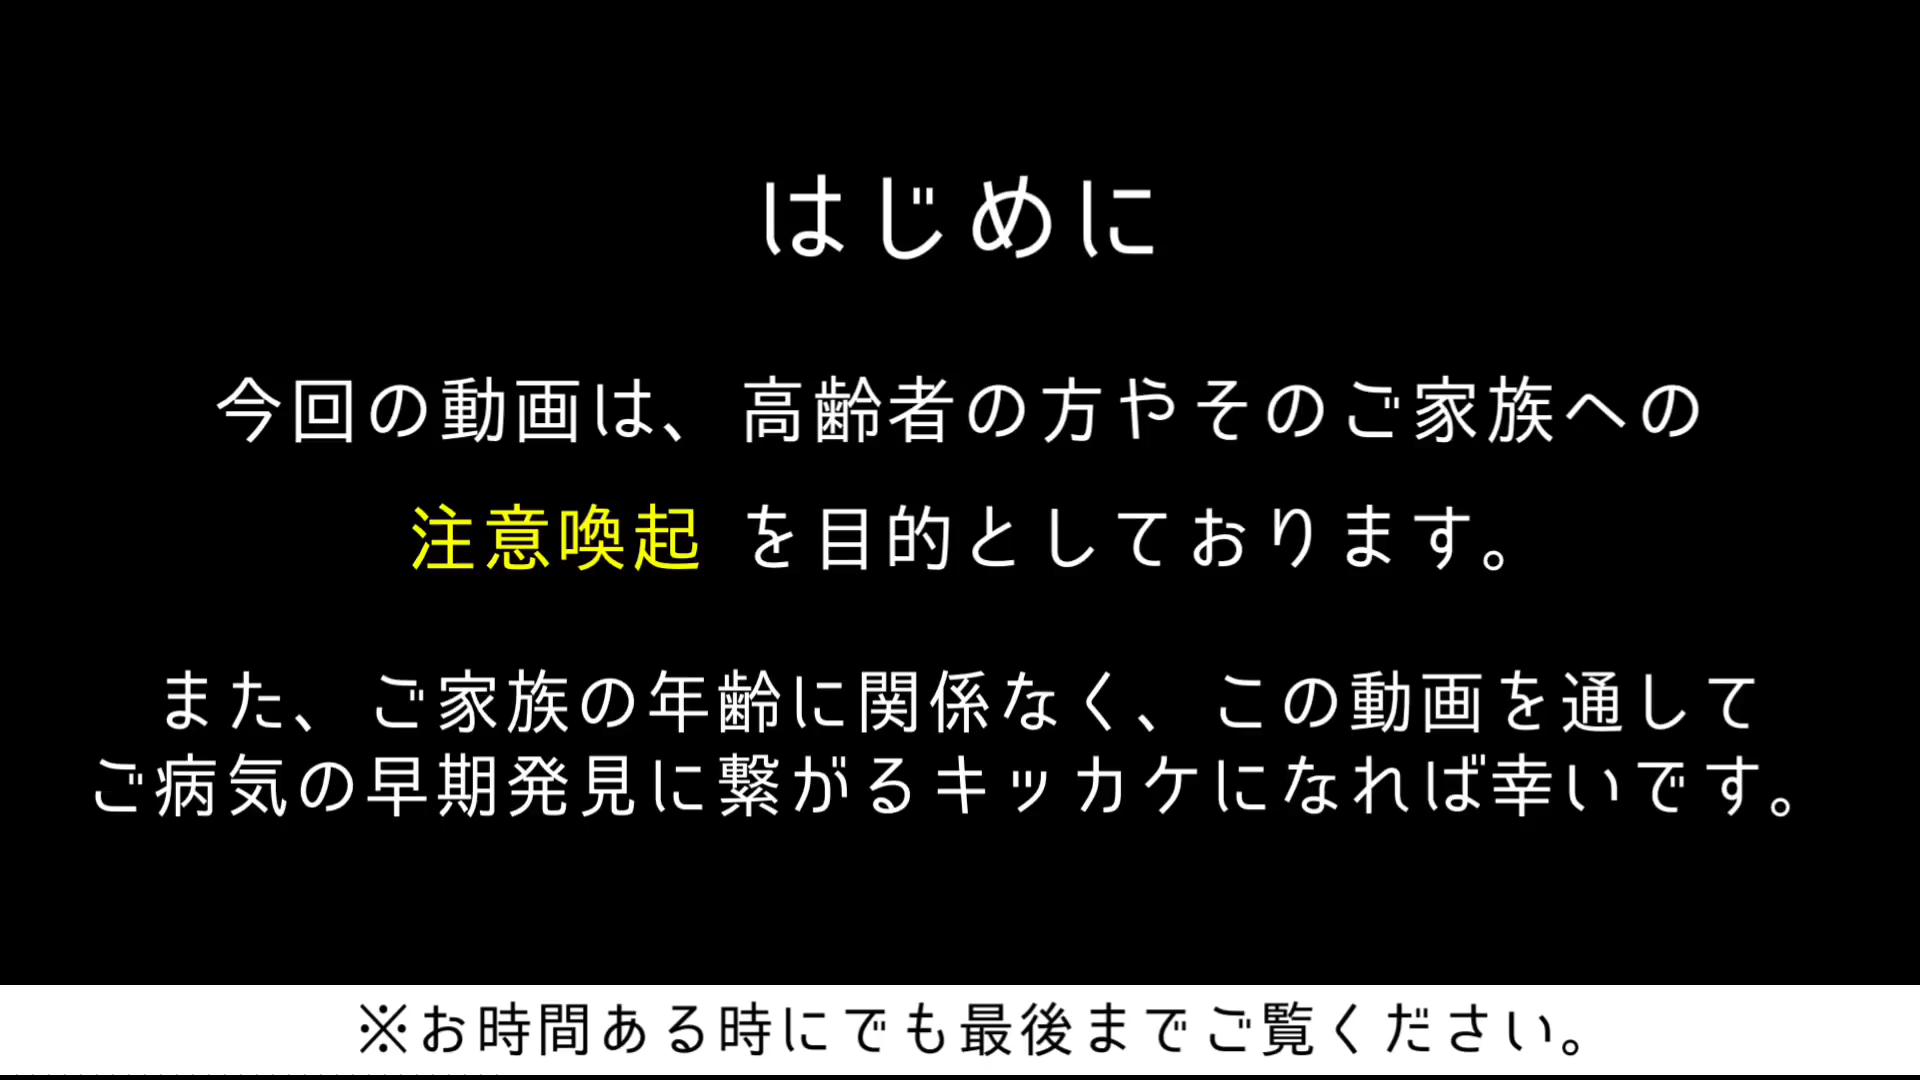 はじめに
今回の動画は、高齢者の方やそのご家族への
注意喚起 を目的としております。
また、ご家族の年齢に関係なく、この動画を通して
ご病気の早期発見に繋がるキッカケになれば幸いです。
※お時間ある時にでも最後までご覧ください。